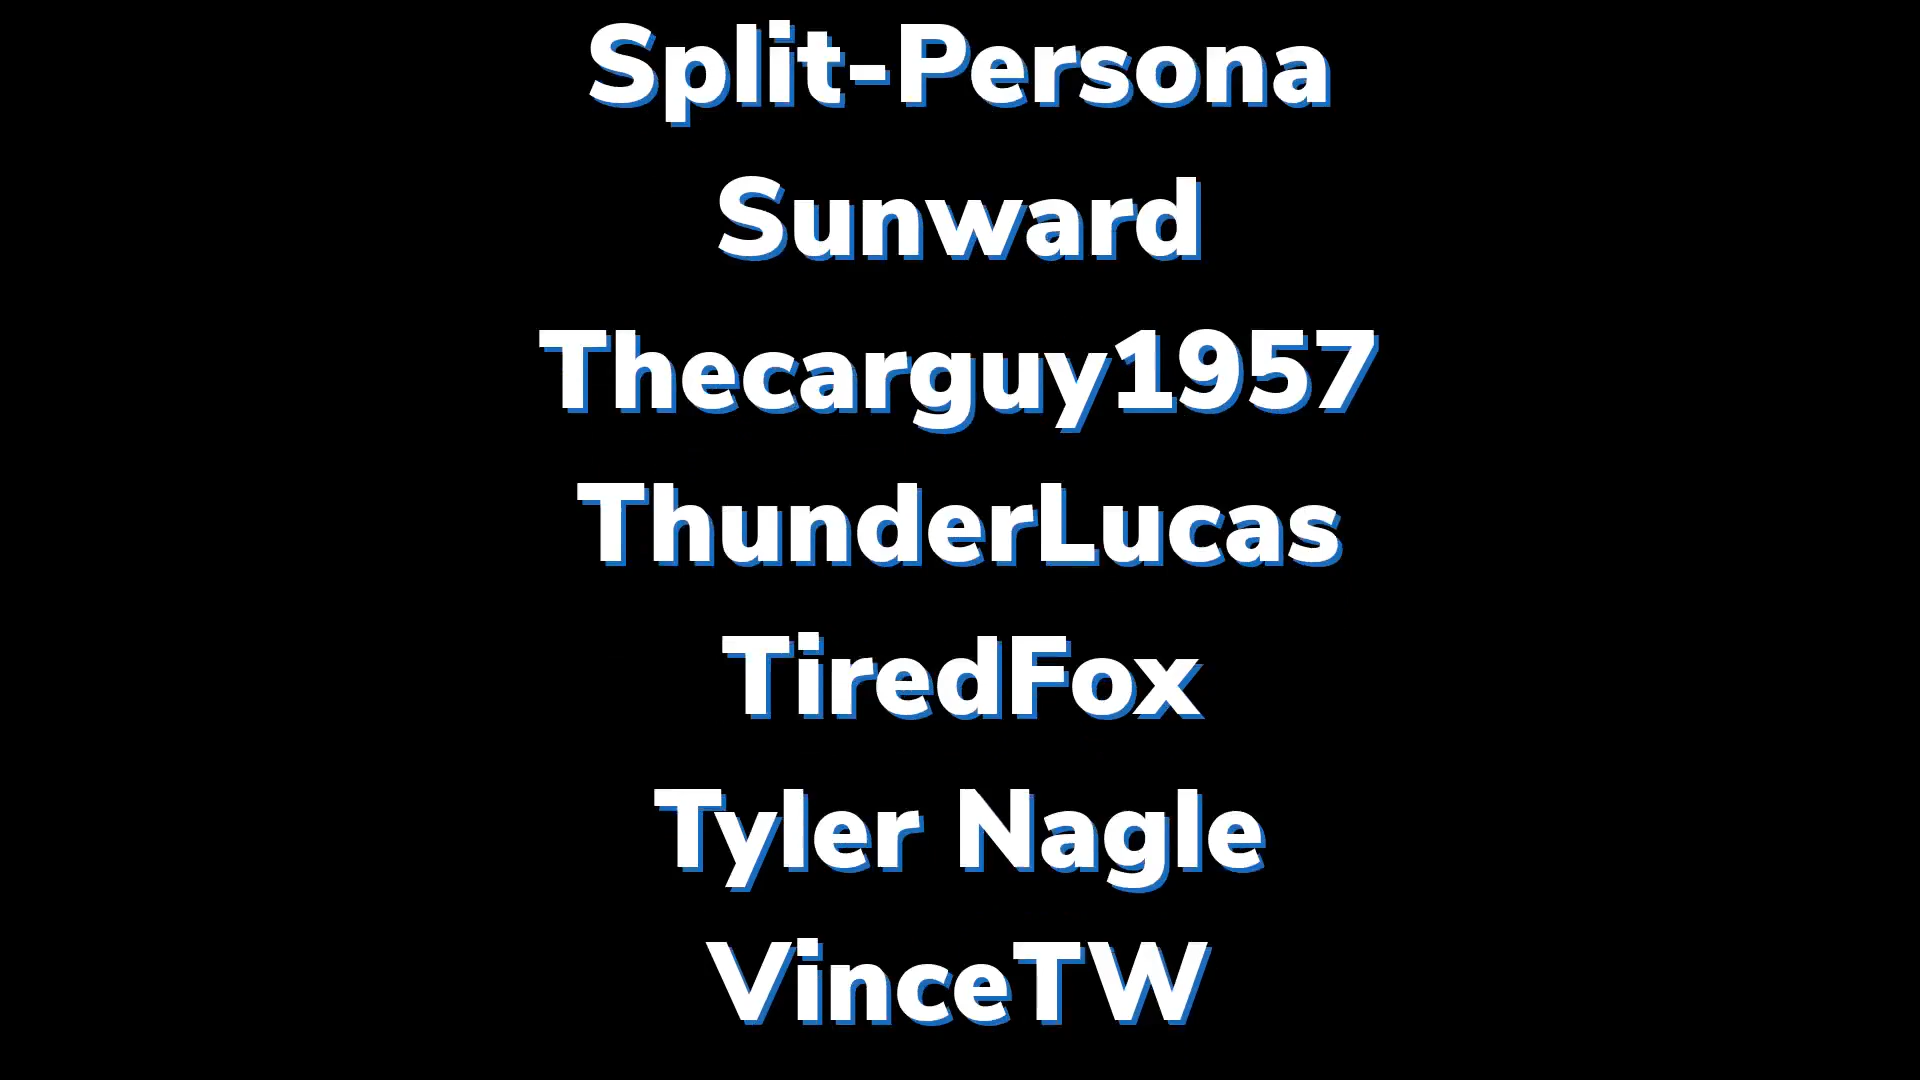 Split-Persona
Sunward
Thecarguy1957
ThunderLucas
TiredFox
Tyler Nagle
VinceTW